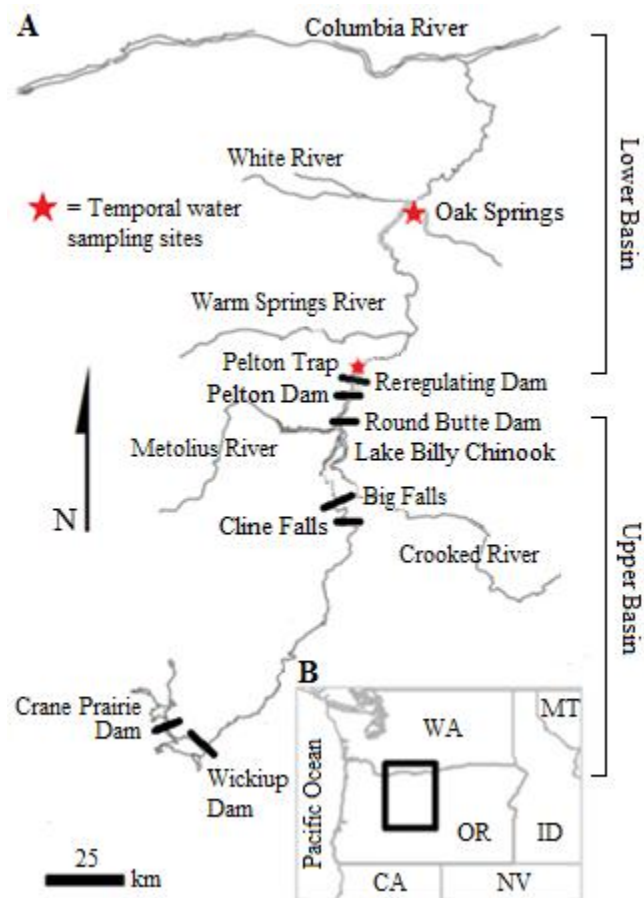 A
Columbia River
White River
= Temporal water
sampling sites
Oak Springs
Lower Basin
Warm Springs River
Pelton Trap
Reregulating Dam
Pelton Dam
Round Butte Dam
Metolius River
Lake Billy Chinook
N
Big Falls
Cline Falls
Crooked River
Upper Basin
Crane Prairie
Dam
Wickiup
Dam
B
WA
MT
Pacific Ocean
OR
ID
CA
NV
25
km